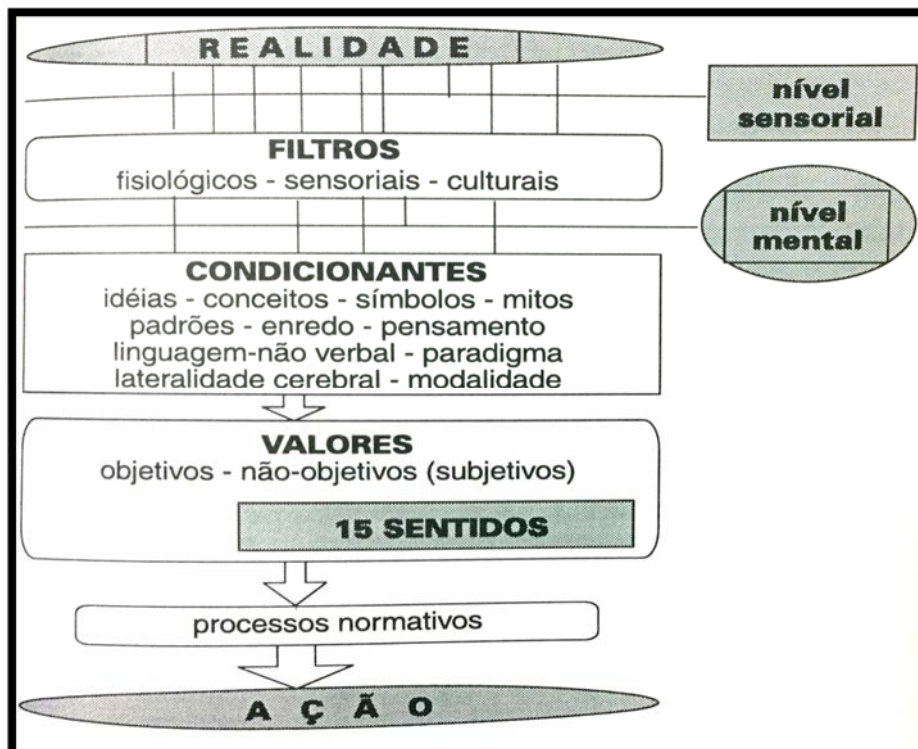 REALIDADE
nível
sensorial
FILTROS
fisiológicos - sensoriais - culturais
nível
mental
CONDICIONANTES
idéias - conceitos - símbolos - mitos
padrões - enredo - pensamento
linguagem-não verbal - paradigma
lateralidade cerebral - modalidade
VALORES
objetivos - não-objetivos (subjetivos)
15 SENTIDOS
processos normativos
AÇÃO